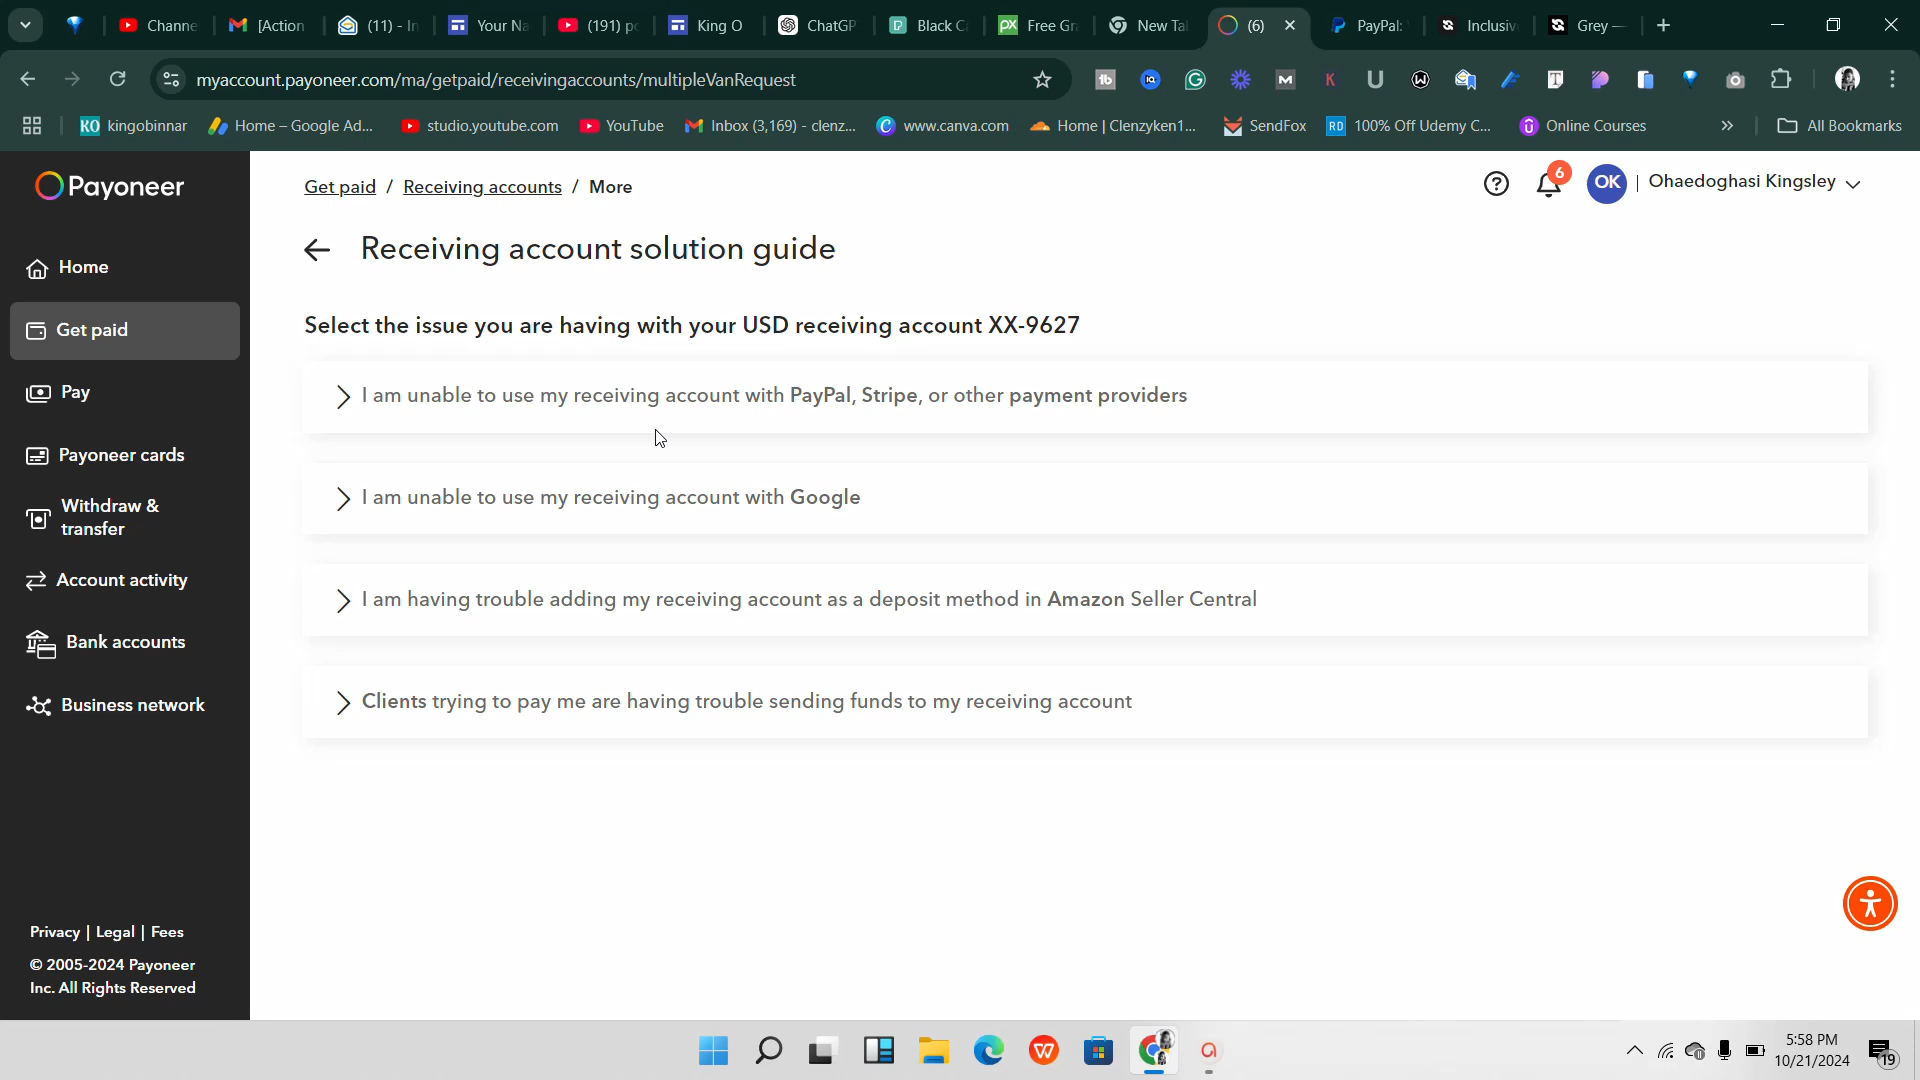 Channe
[Action
(11) - In
Your Na
(191) pc
King O
ChatGP
Black Ca
Free Gra
New Tal
(6)
PayPal:
Inclusiv
Grey —
myaccount.payoneer.com/ma/getpaid/receivingaccounts/multipleVanRequest
kingobinnar
Home – Google Ad...
studio.youtube.com
YouTube
Inbox (3,169) - clenz...
www.canva.com
Home | Clenzyken1...
SendFox
100% Off Udemy C...
Online Courses
All Bookmarks
Payoneer
Get paid / Receiving accounts / More
6
OK | Ohaedoghasi Kingsley
Receiving account solution guide
Home
Get paid
Pay
Payoneer cards
Withdraw &
transfer
Account activity
Bank accounts
Business network
Select the issue you are having with your USD receiving account XX-9627
I am unable to use my receiving account with PayPal, Stripe, or other payment providers
I am unable to use my receiving account with Google
I am having trouble adding my receiving account as a deposit method in Amazon Seller Central
Clients trying to pay me are having trouble sending funds to my receiving account
Privacy | Legal | Fees
© 2005-2024 Payoneer
Inc. All Rights Reserved
5:58 PM
10/21/2024
19